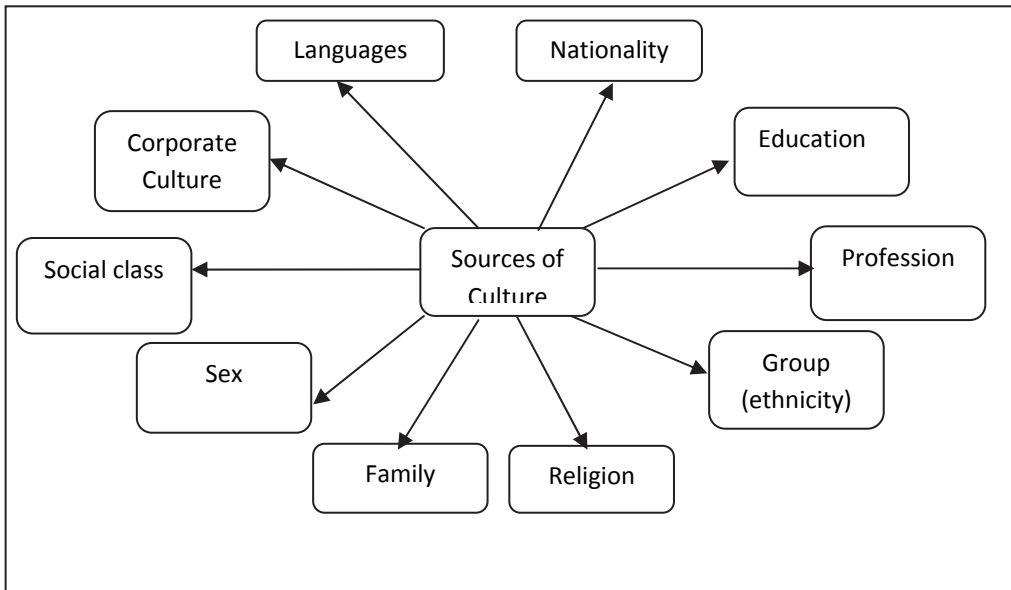 Languages
Nationality
Corporate
Culture
Education
Social class
Sources of
Culture
Profession
Sex
Group
(ethnicity)
Family
Religion